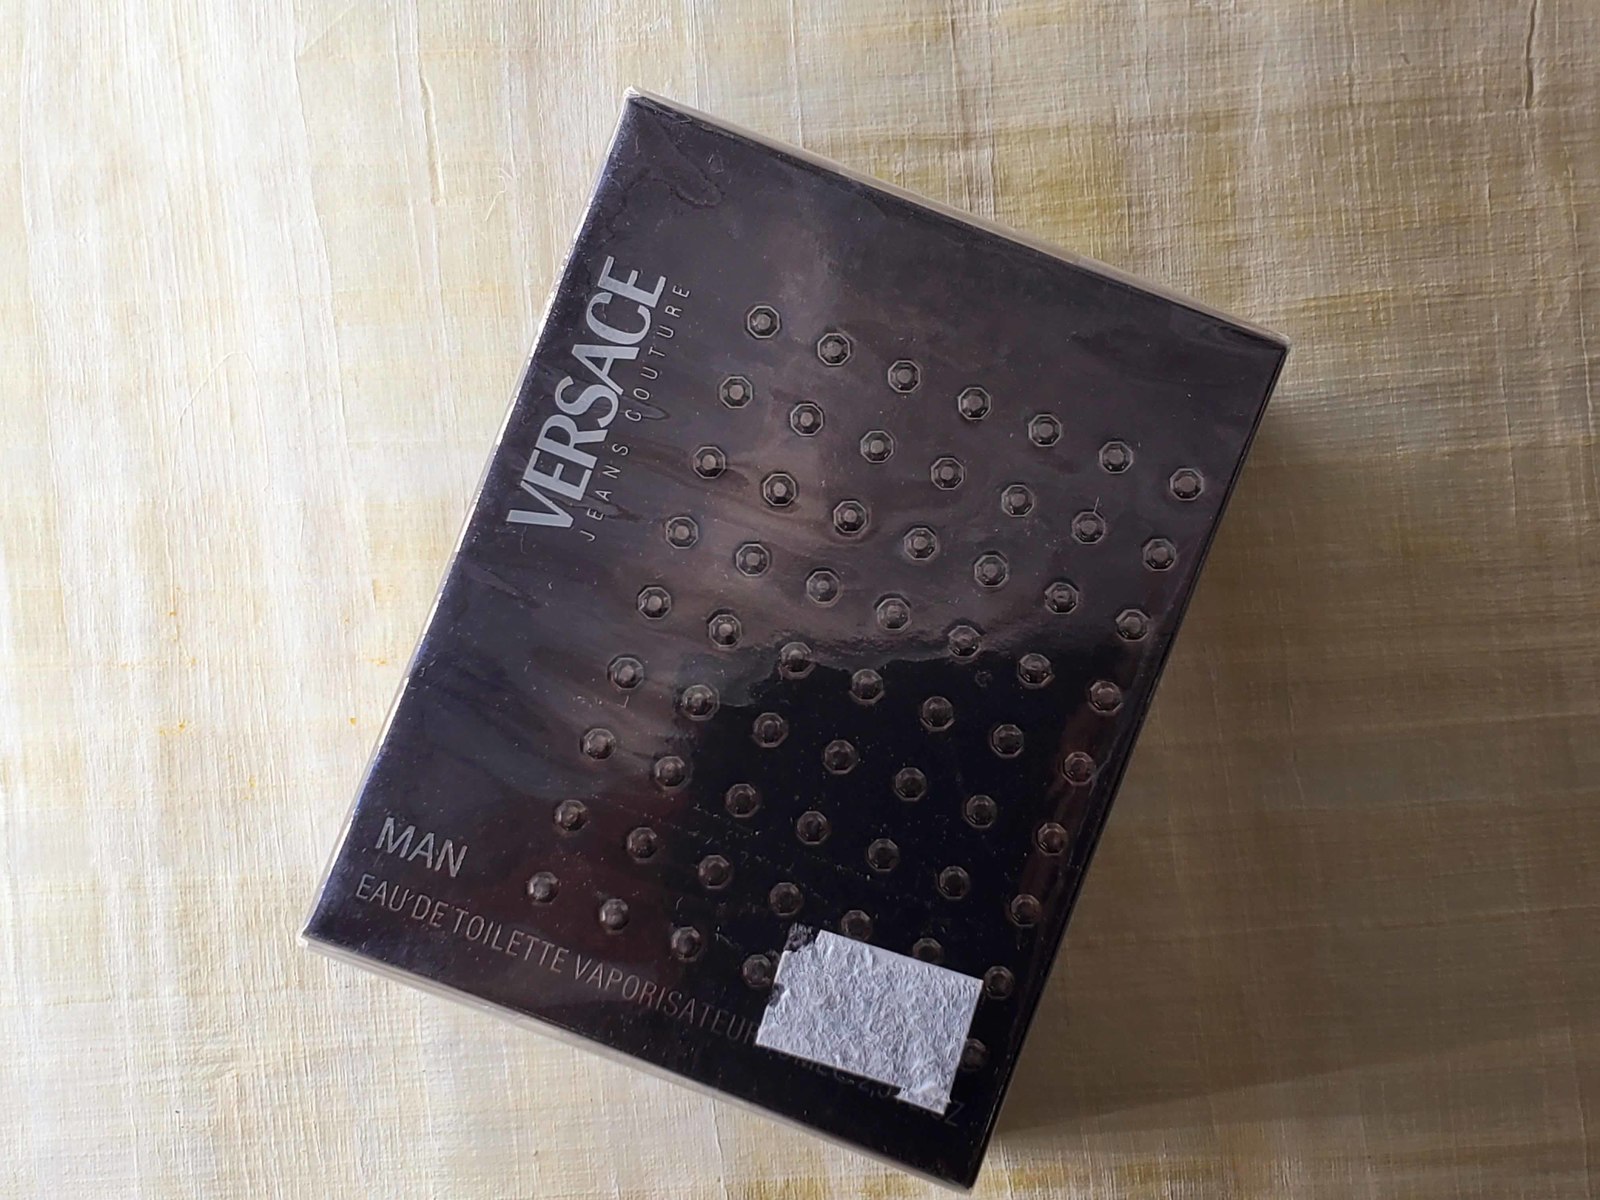 VERSACE
JEANS COUTURE
MAN
EAU DE TOILETTE VAPORISATEUR